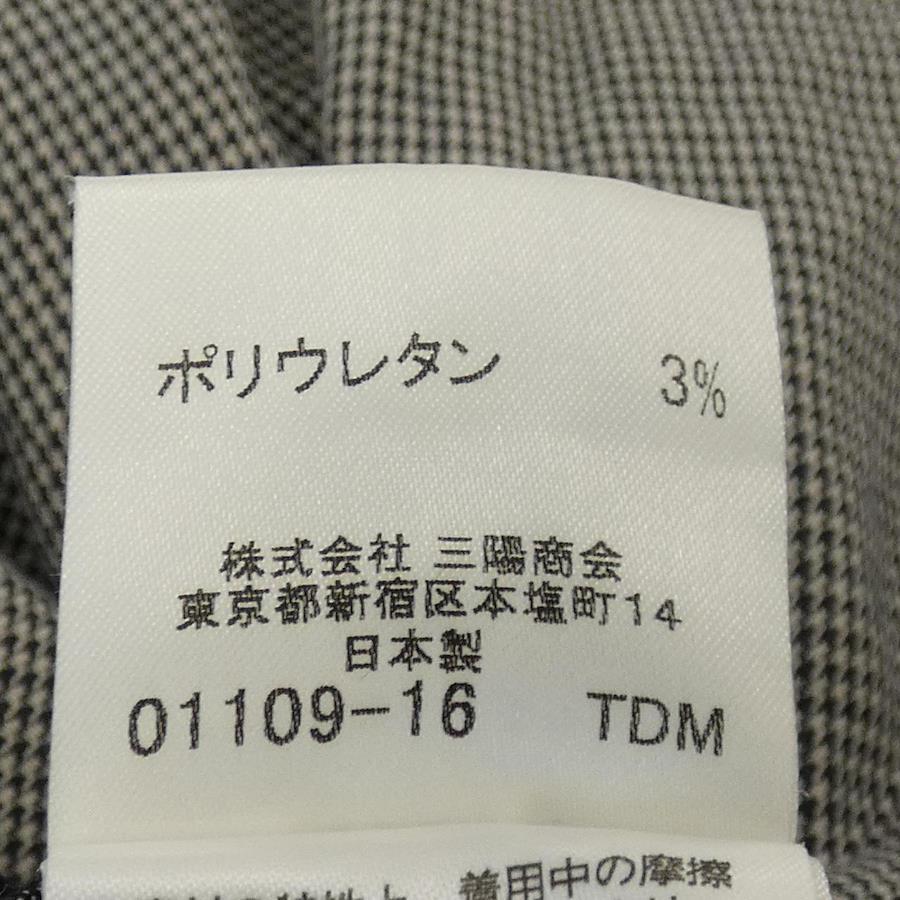 ポリウレタン 3%
株式会社 三陽商会
東京都新宿区本塩町14
日本製
01109-16 TDM
着用中の摩擦